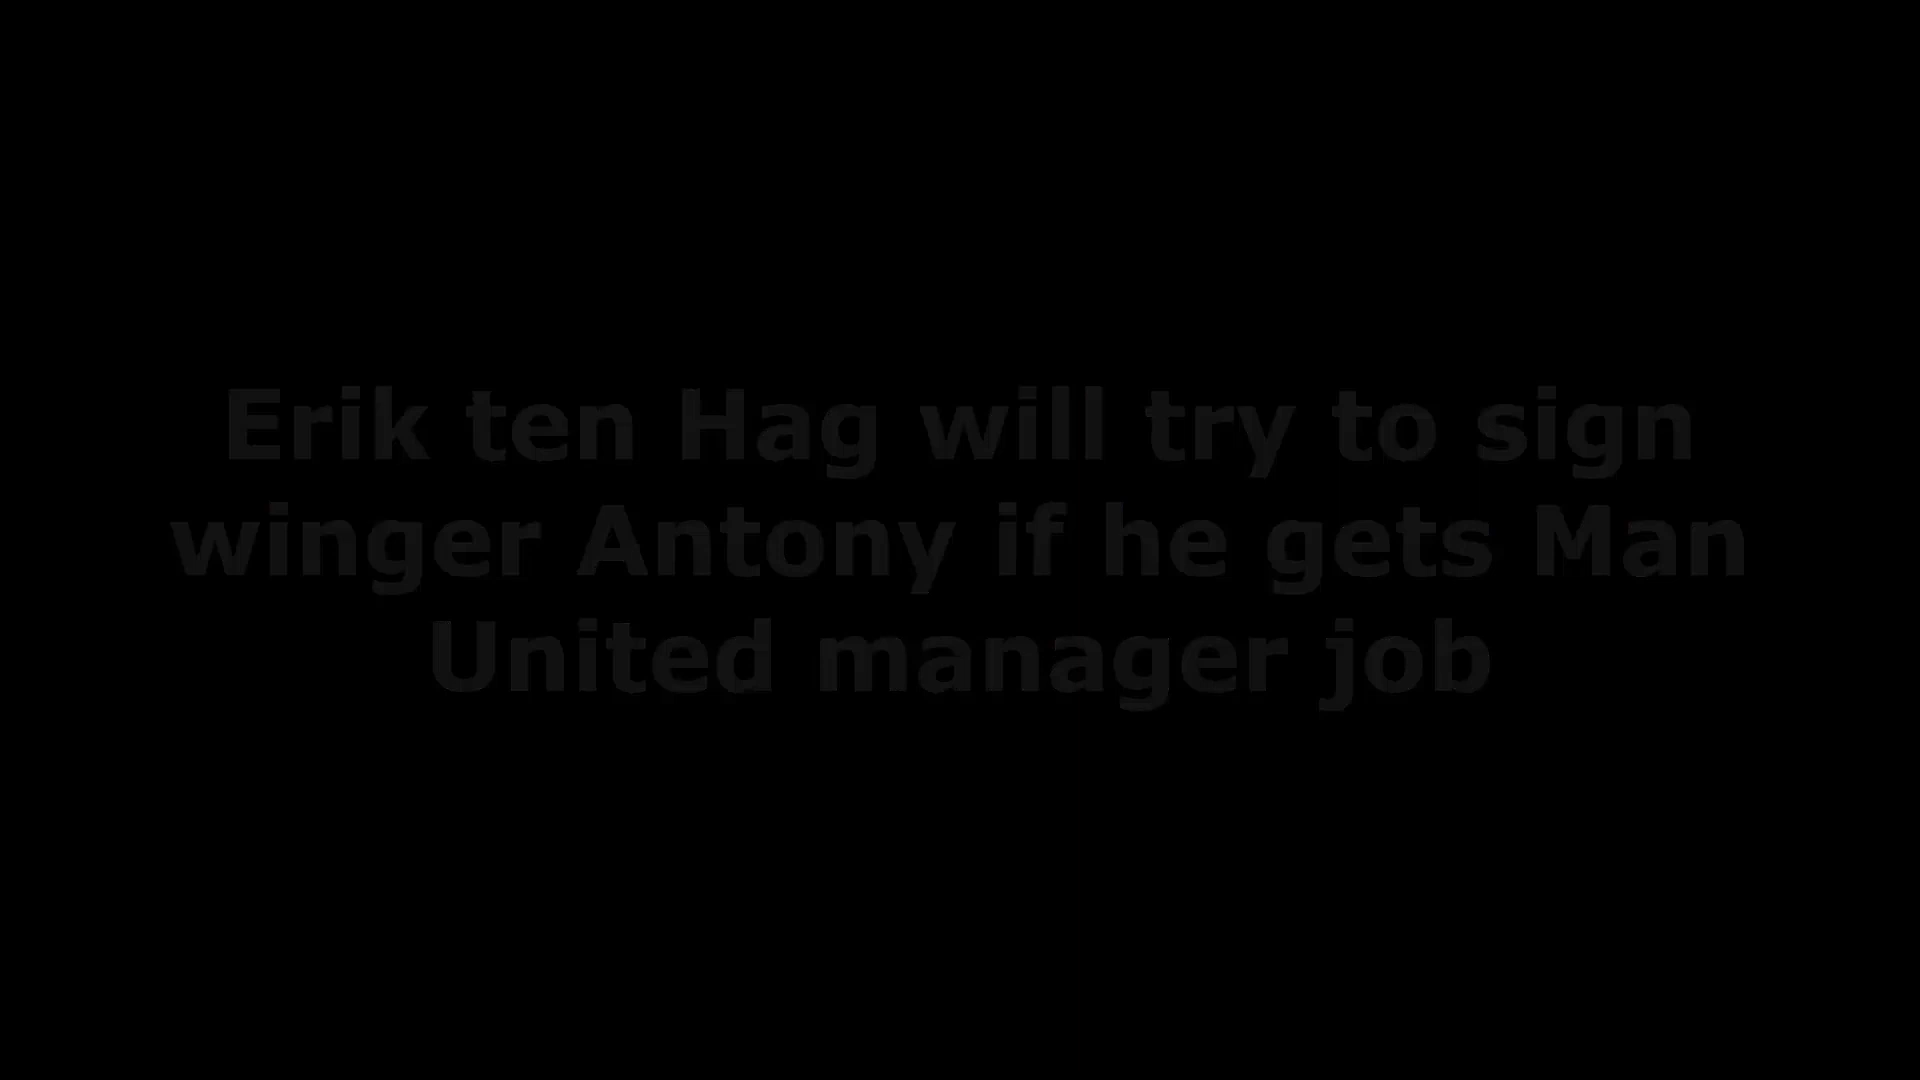 Erik ten Hag will try to sign
winger Antony if he gets Man
United manager job